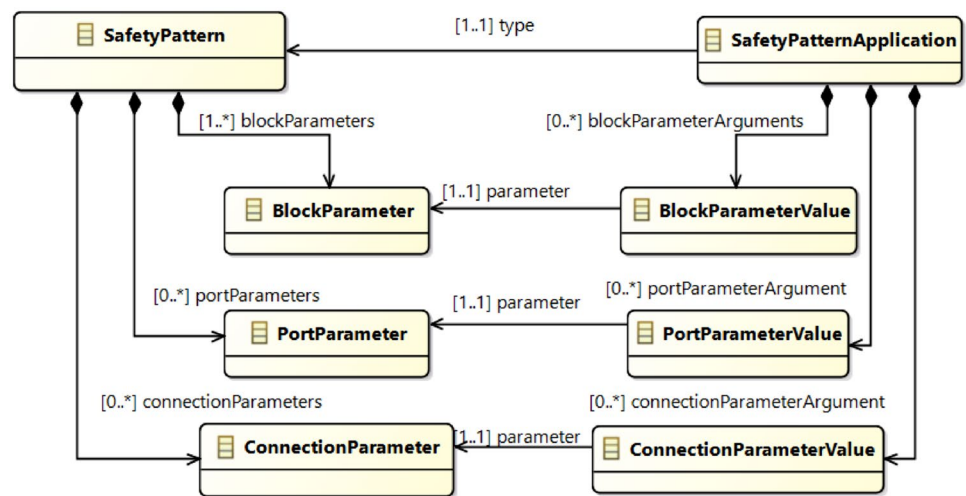 [1..1] type
SafetyPattern
SafetyPatternApplication
[1..*] blockParameters
[0..*] blockParameterArguments
[1..1] parameter
BlockParameter
BlockParameterValue
[0..*] portParameters
[1..1] parameter
[0..*] portParameterArgument
PortParameter
PortParameterValue
[0..*] connectionParameters
[0..*] connectionParameterArgument
[1..1] parameter
ConnectionParameter
ConnectionParameterValue